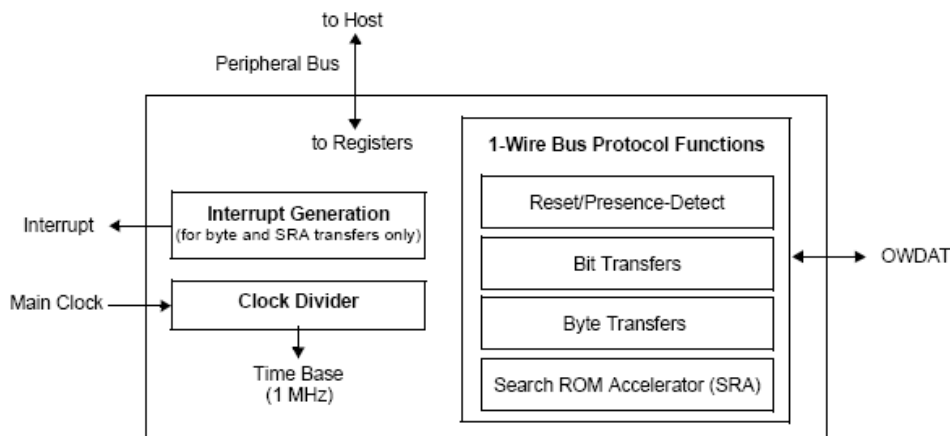 to Host
Peripheral Bus
to Registers
1-Wire Bus Protocol Functions
Interrupt
Interrupt Generation
(for byte and SRA transfers only)
Main Clock
Clock Divider
Time Base
(1 MHz)
Reset/Presence-Detect
Bit Transfers
Byte Transfers
Search ROM Accelerator (SRA)
OWDAT